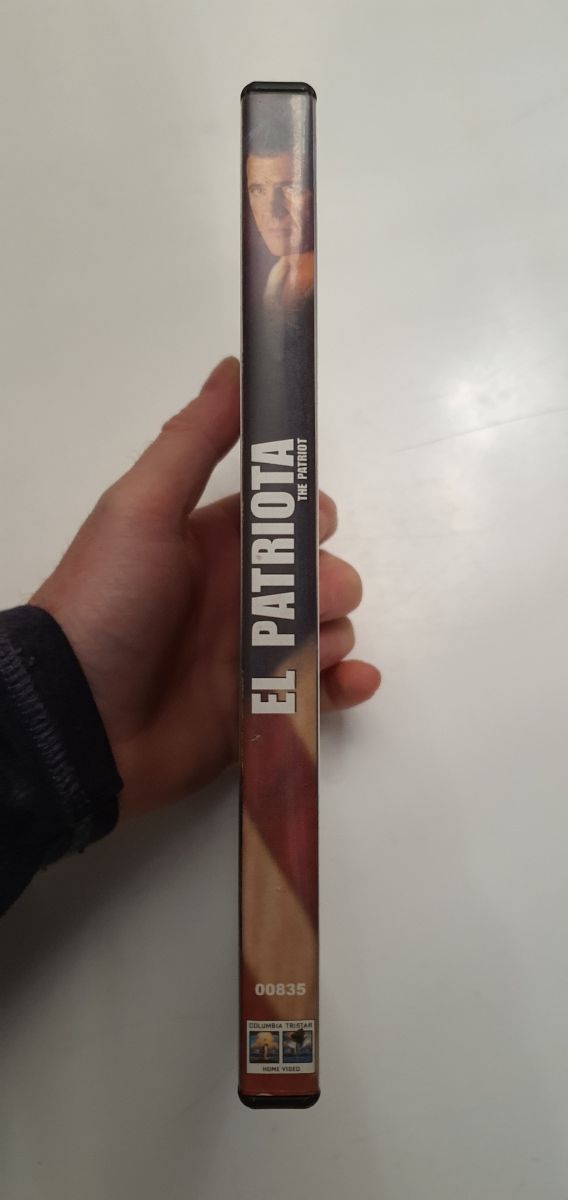 EL PATRIOTA
THE PATRIOT
00835
COLUMBIA TRISTAR
HOME VIDEO